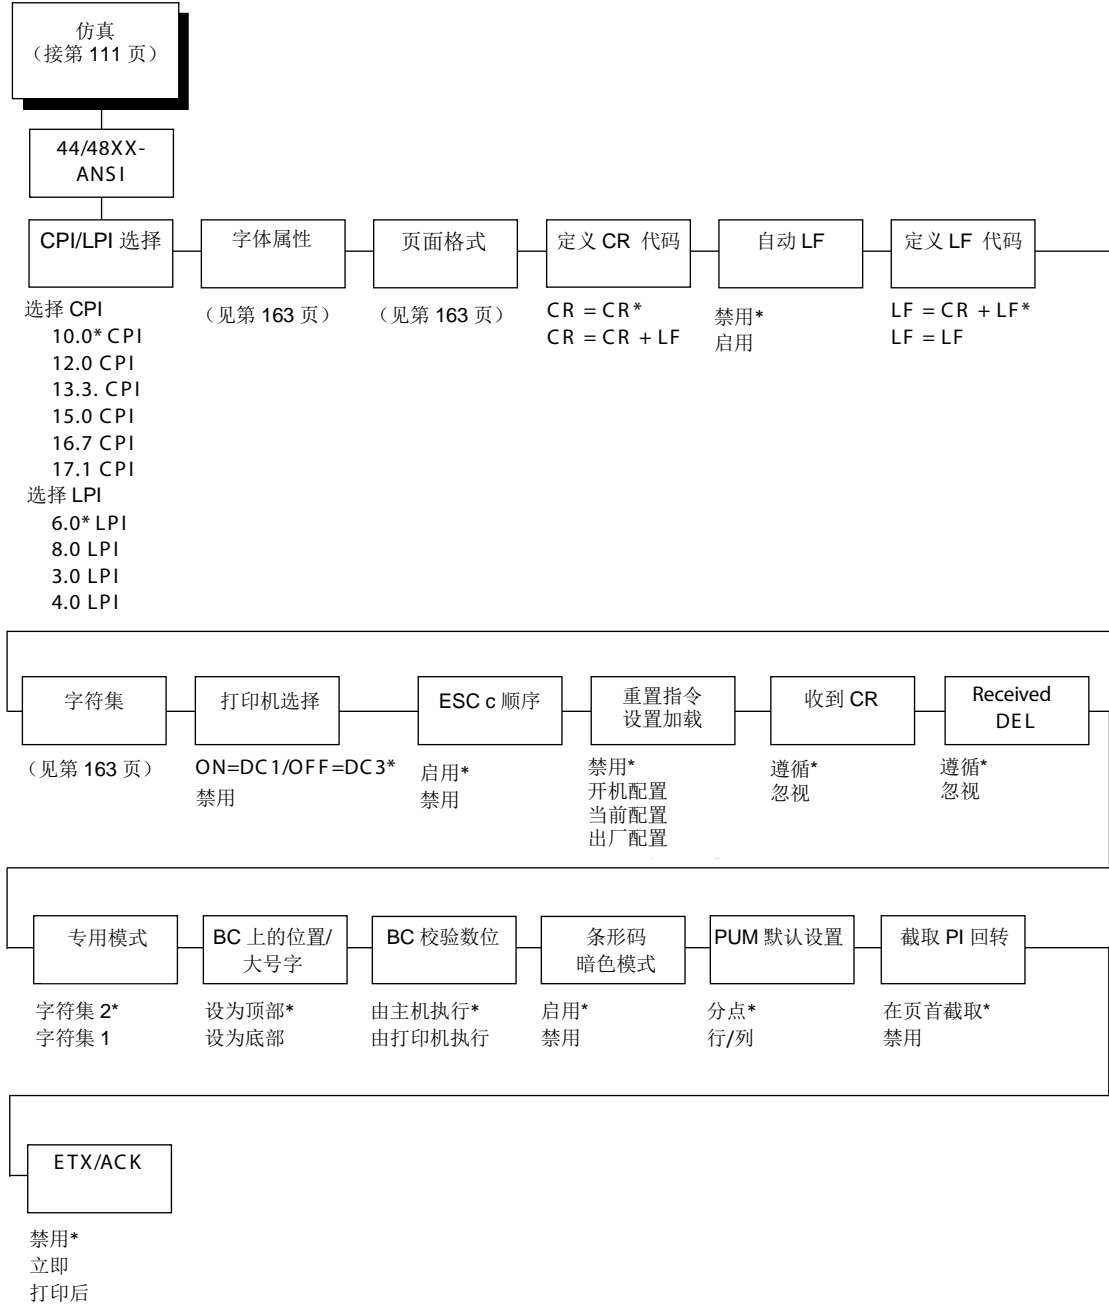 仿真
（接第 111 页）
44/48XX-
ANSI
CPI/LPI 选择
字体属性
页面格式
定义 CR 代码
自动 LF
定义 LF 代码
选择 CPI
10.0* CPI
12.0 CPI
13.3. CPI
15.0 CPI
16.7 CPI
17.1 CPI
选择 LPI
6.0* LPI
8.0 LPI
3.0 LPI
4.0 LPI
（见第 163 页）
（见第 163 页）
CR = CR*
CR = CR + LF
禁用*
启用
LF = CR + LF*
LF = LF
字符集
打印机选择
ESC c 顺序
重置指令
设置加载
收到 CR
Received
DEL
（见第 163 页）
ON=DC1/OFF=DC3*
禁用
启用*
禁用
禁用*
开机配置
当前配置
出厂配置
遵循*
忽视
遵循*
忽视
专用模式
BC 上的位置/
大号字
BC 校验数位
条形码
暗色模式
PUM 默认设置
截取 PI 回转
字符集 2*
字符集 1
设为顶部*
设为底部
由主机执行*
由打印机执行
启用*
禁用
分点*
行/列
在页首截取*
禁用
ETX/ACK
禁用*
立即
打印后